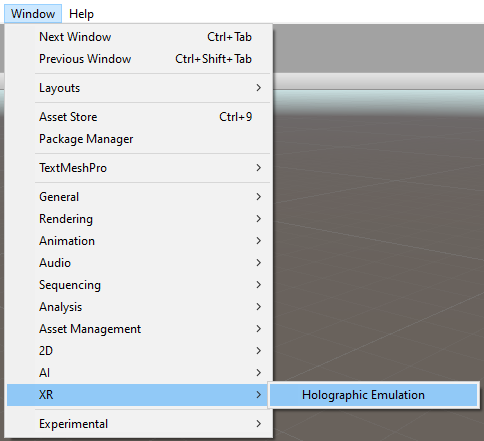 Window Help
Next Window Ctrl+Tab
Previous Window Ctrl+Shift+Tab
Layouts
Asset Store Ctrl+9
Package Manager
TextMeshPro
General
Rendering
Animation
Audio
Sequencing
Analysis
Asset Management
2D
AI
XR Holographic Emulation
Experimental